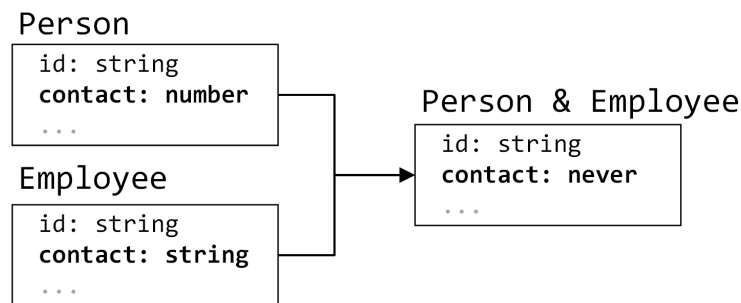 Person
id: string
contact: number
...
Employee
id: string
contact: string
...
Person & Employee
id: string
contact: never
...